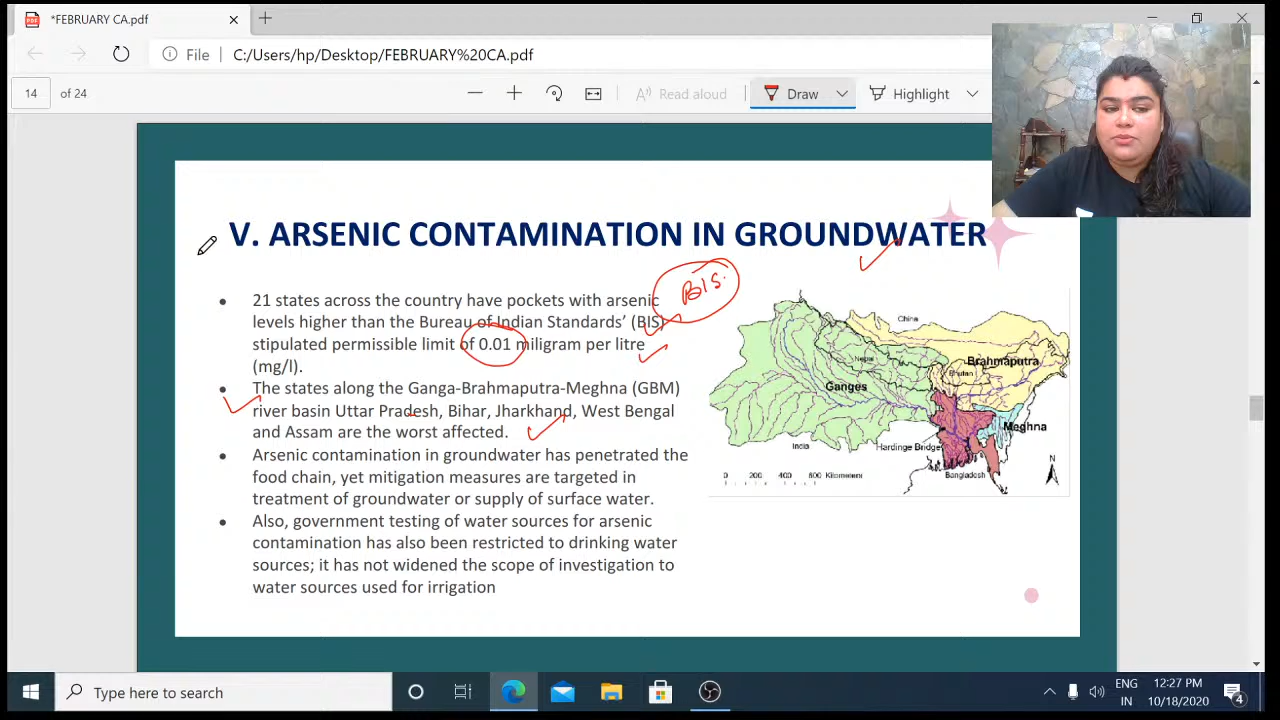 *FEBRUARY CA.pdf
File C:/Users/hp/Desktop/FEBRUARY%20CA.pdf
14 of 24 Read aloud Draw Highlight
V. ARSENIC CONTAMINATION IN GROUNDWATER
BIS.
21 states across the country have pockets with arsenic
levels higher than the Bureau of Indian Standards’ (BIS)
stipulated permissible limit of 0.01 miligram per litre
(mg/l).
The states along the Ganga-Brahmaputra-Meghna (GBM)
river basin Uttar Pradesh, Bihar, Jharkhand, West Bengal
and Assam are the worst affected.
Arsenic contamination in groundwater has penetrated the
food chain, yet mitigation measures are targeted in
treatment of groundwater or supply of surface water.
Also, government testing of water sources for arsenic
contamination has also been restricted to drinking water
sources; it has not widened the scope of investigation to
water sources used for irrigation
China
Nepal
Brahmaputra
Bhutan
Ganges
Meghna
India
Hardinge Bridge
Bangladesh
N
0 200 400 600 Kilometers
Type here to search
ENG
IN
12:27 PM
10/18/2020
4